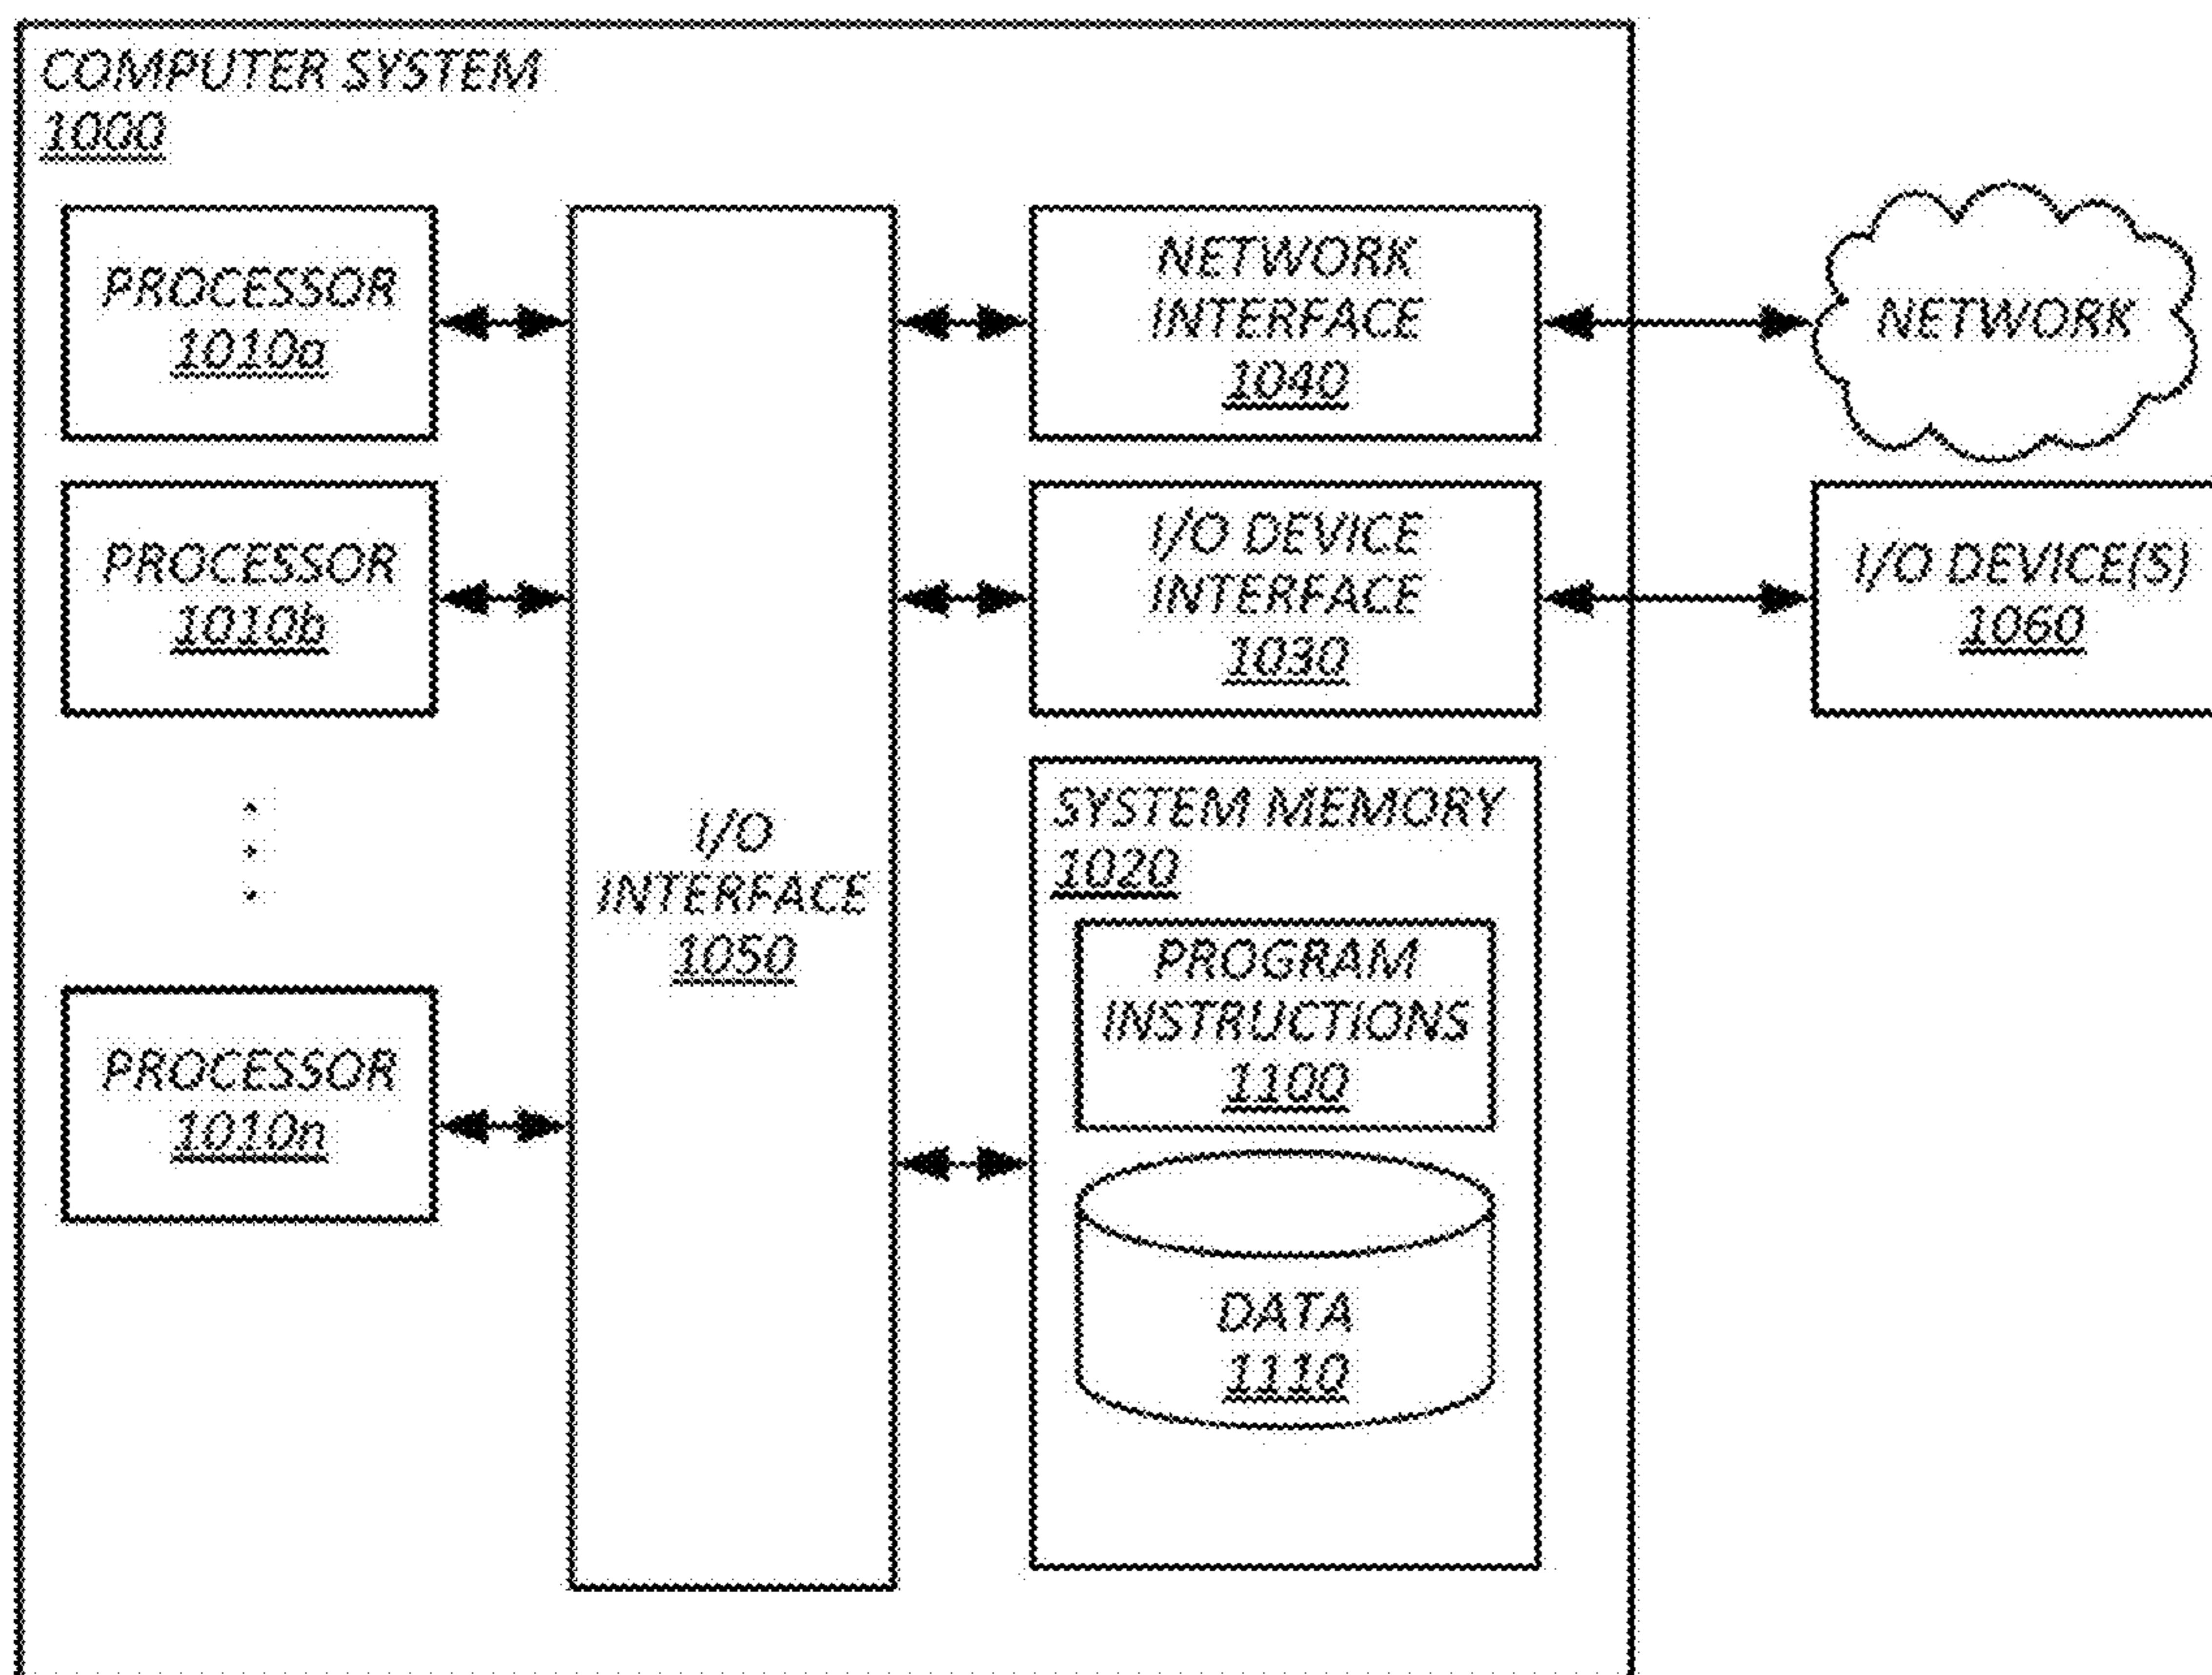 COMPUTER SYSTEM
1000
PROCESSOR
1010a
PROCESSOR
1010b
PROCESSOR
1010n
I/O
INTERFACE
1050
NETWORK
INTERFACE
1040
I/O DEVICE
INTERFACE
1030
SYSTEM MEMORY
1020
PROGRAM
INSTRUCTIONS
1100
DATA
1110
NETWORK
I/O DEVICE(S)
1060